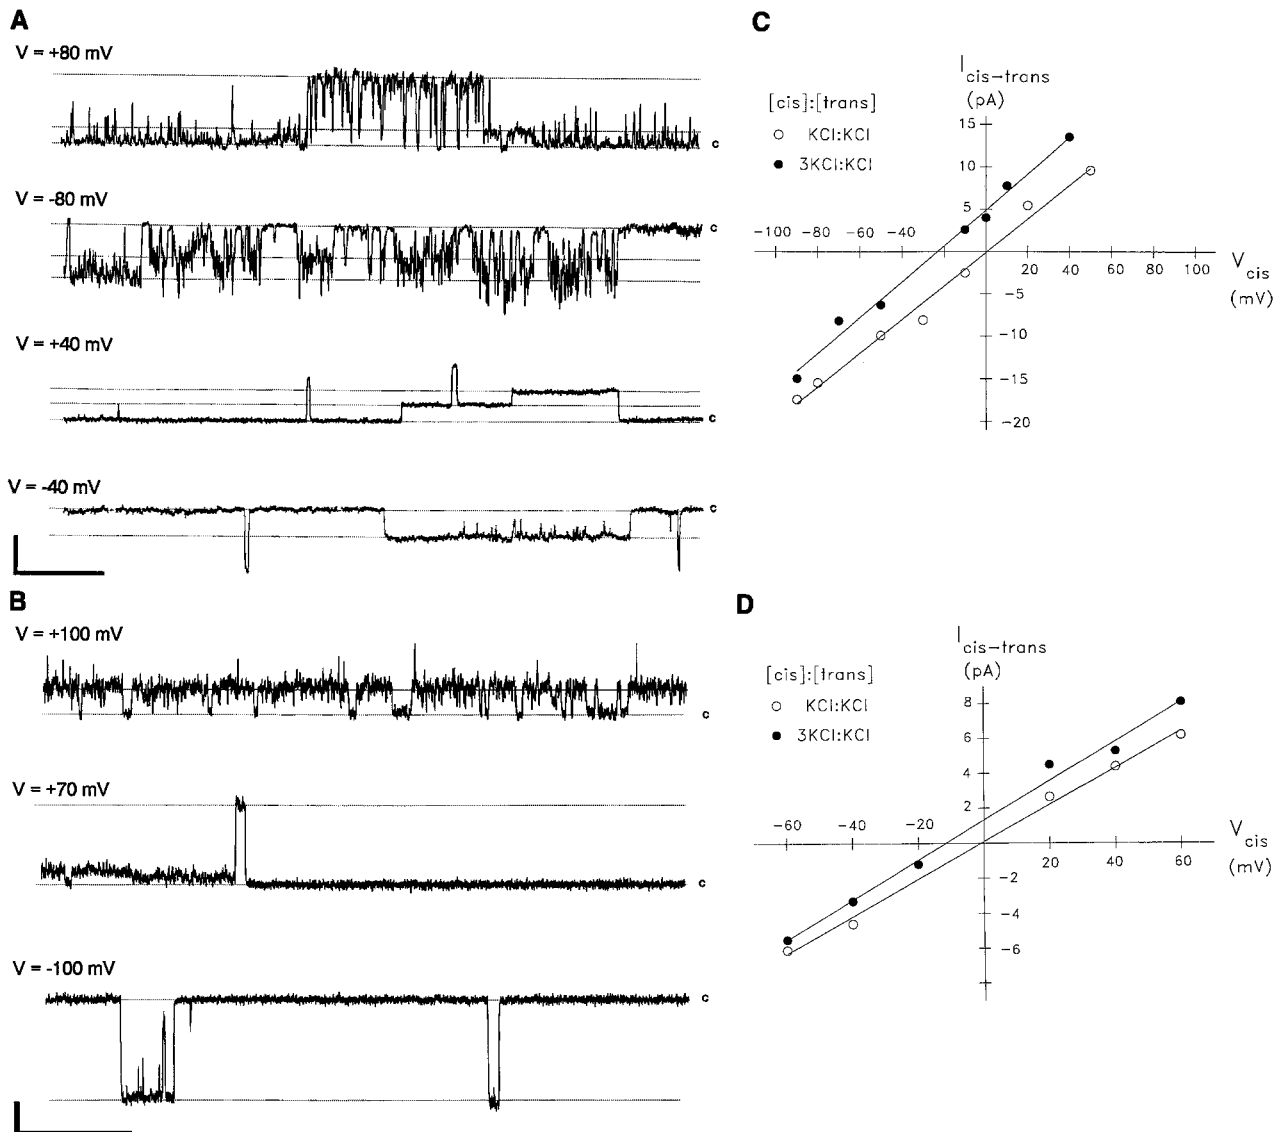 A
V = +80 mV
c
V = -80 mV
c
V = +40 mV
c
V = -40 mV
c
B
V = +100 mV
c
V = +70 mV
c
V = -100 mV
c
C
I cis→trans
(pA)
[cis]:[trans]
KCl:KCl
3KCl:KCl
15
10
5
-100 -80 -60 -40
20 40 60 80 100
V cis
(mV)
-5
-10
-15
-20
D
I cis→trans
(pA)
[cis]:[trans]
KCl:KCl
3KCl:KCl
8
6
4
2
-60 -40 -20
20 40 60
V cis
(mV)
-2
-4
-6